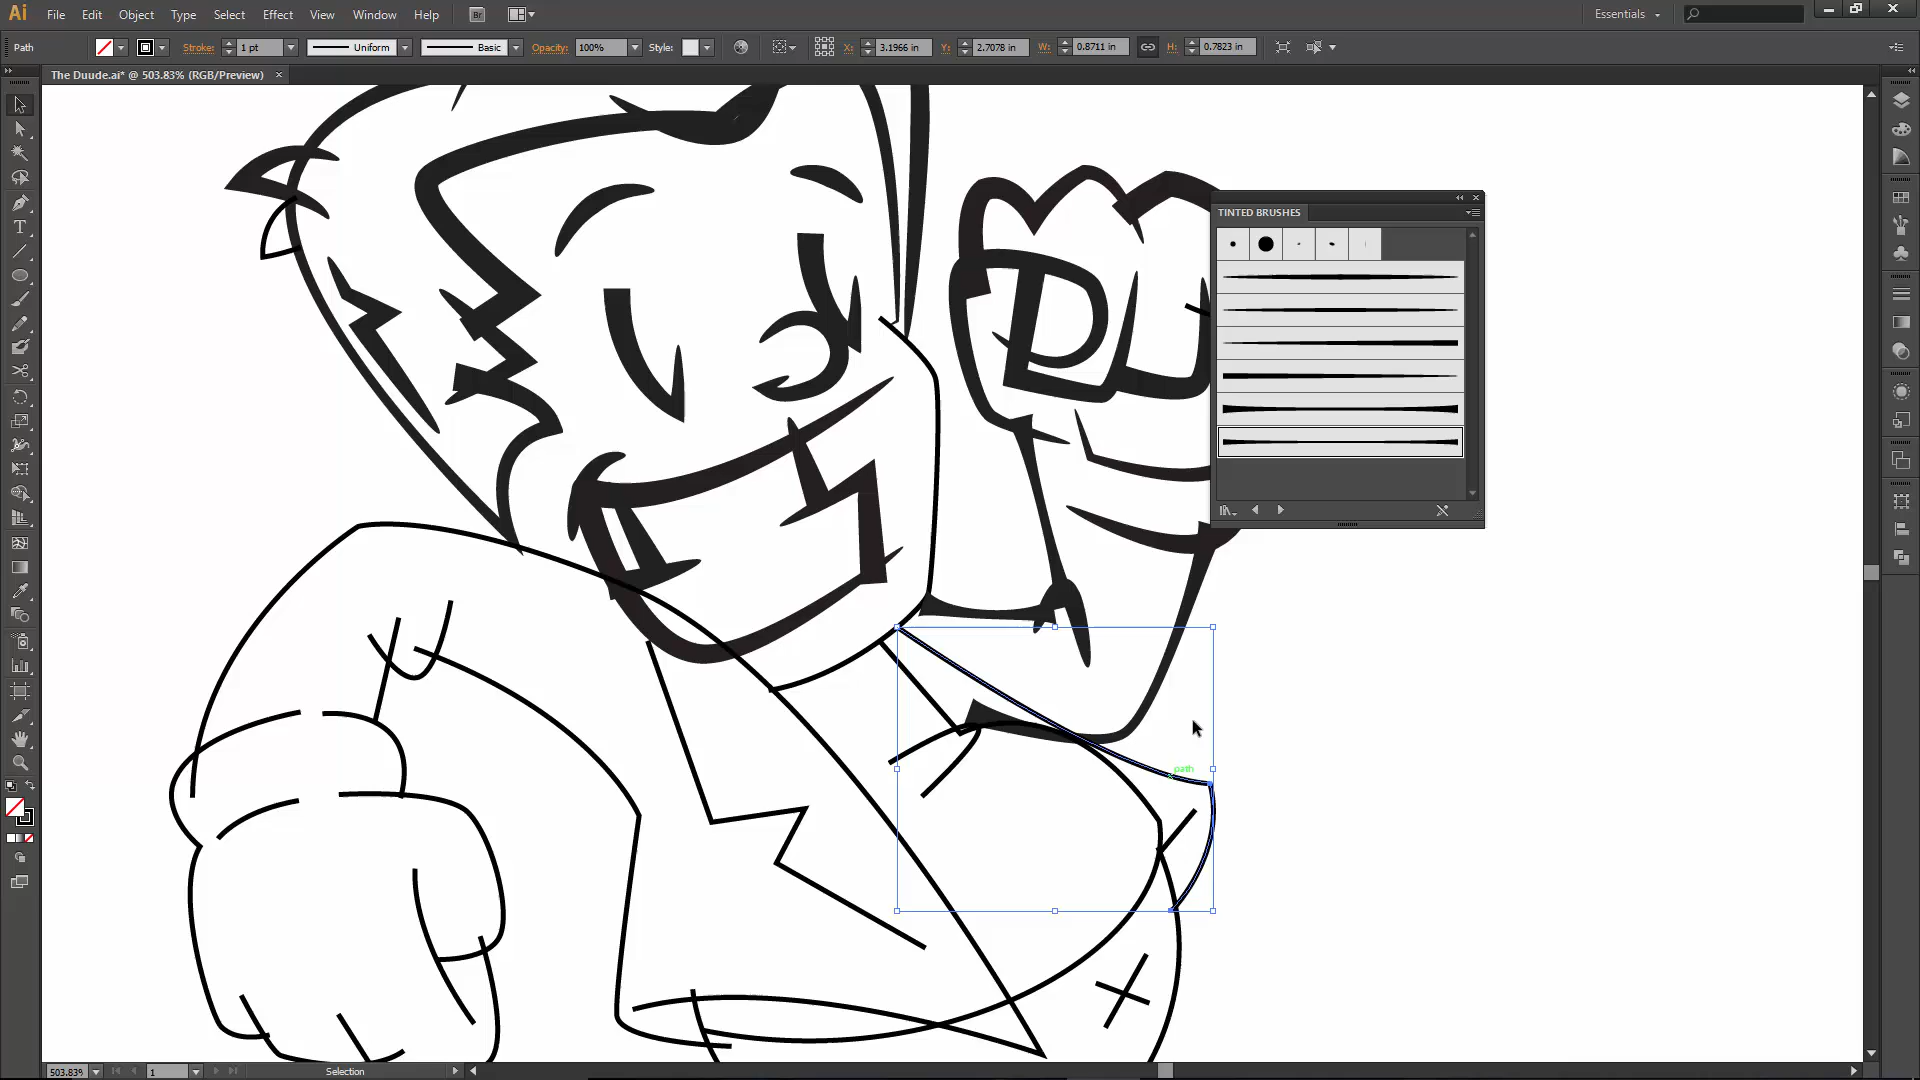 Ai File Edit Object Type Select Effect View Window Help Br Essentials
Path Stroke: 1 pt Uniform Basic Opacity: 100% Style: X: 3.1966 in Y: 2.7078 in W: 0.8711 in H: 0.7823 in
The Duude.ai* @ 503.83% (RGB/Preview)
TINTED BRUSHES
path
503.83% 1 Selection